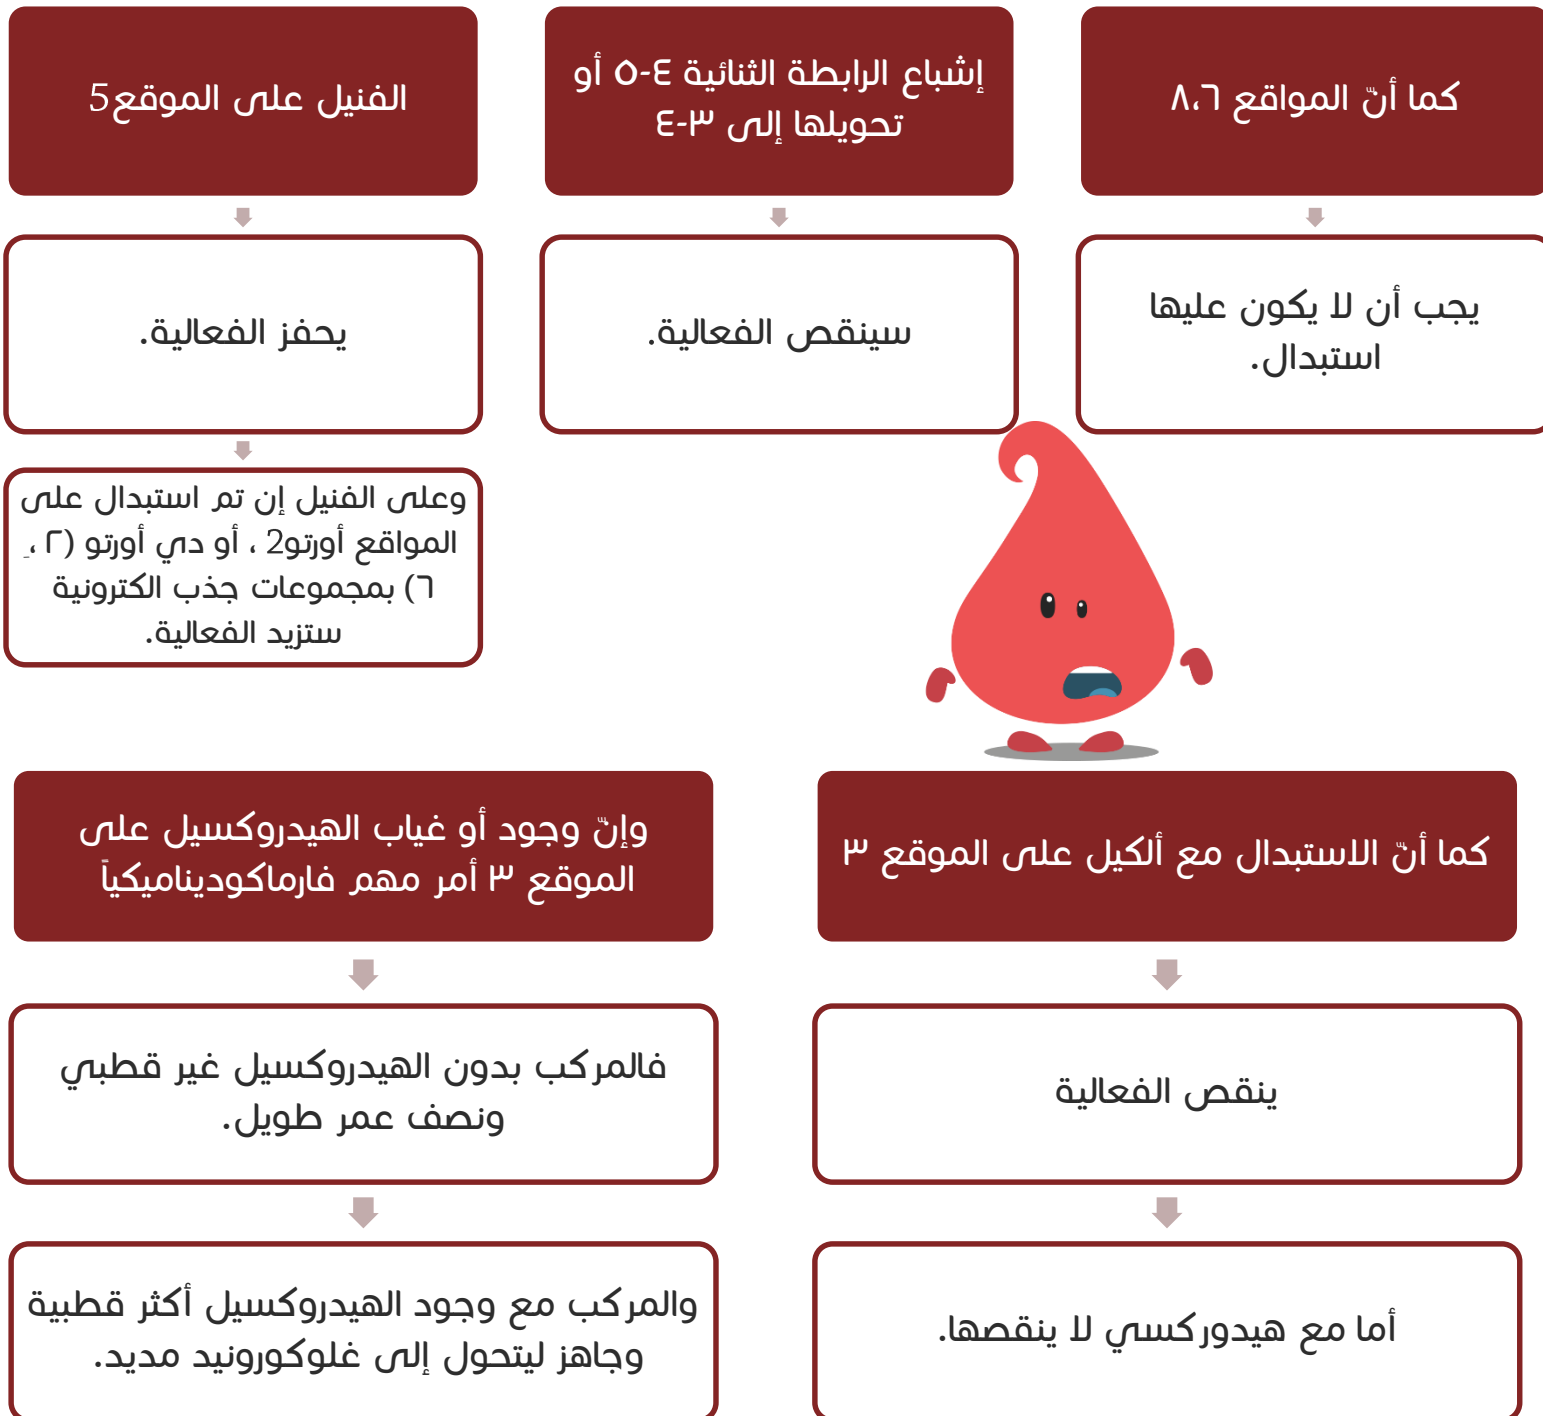 كما أنّ المواقع ٨،٦
يجب أن لا يكون عليها
استبدال.
إشباع الرابطة الثنائية ٤-٥ أو
تحويلها إلى ٣-٤
سينقص الفعالية.
الفنيل على الموقع5
يحفز الفعالية.
وعلى الفنيل إن تم استبدال على
المواقع أورتو2 ، أو دي أورتو (٢ ،
٦) بمجموعات جذب الكترونية
ستزيد الفعالية.
كما أنّ الاستبدال مع ألكيل على الموقع ٣
ينقص الفعالية
أما مع هيدوركسي لا ينقصها.
وإنّ وجود أو غياب الهيدروكسيل على
الموقع ٣ أمر مهم فارماكوديناميكياً
فالمركب بدون الهيدروكسيل غير قطبي
ونصف عمر طويل.
والمركب مع وجود الهيدروكسيل أكثر قطبية
وجاهز ليتحول إلى غلوكورونيد مديد.